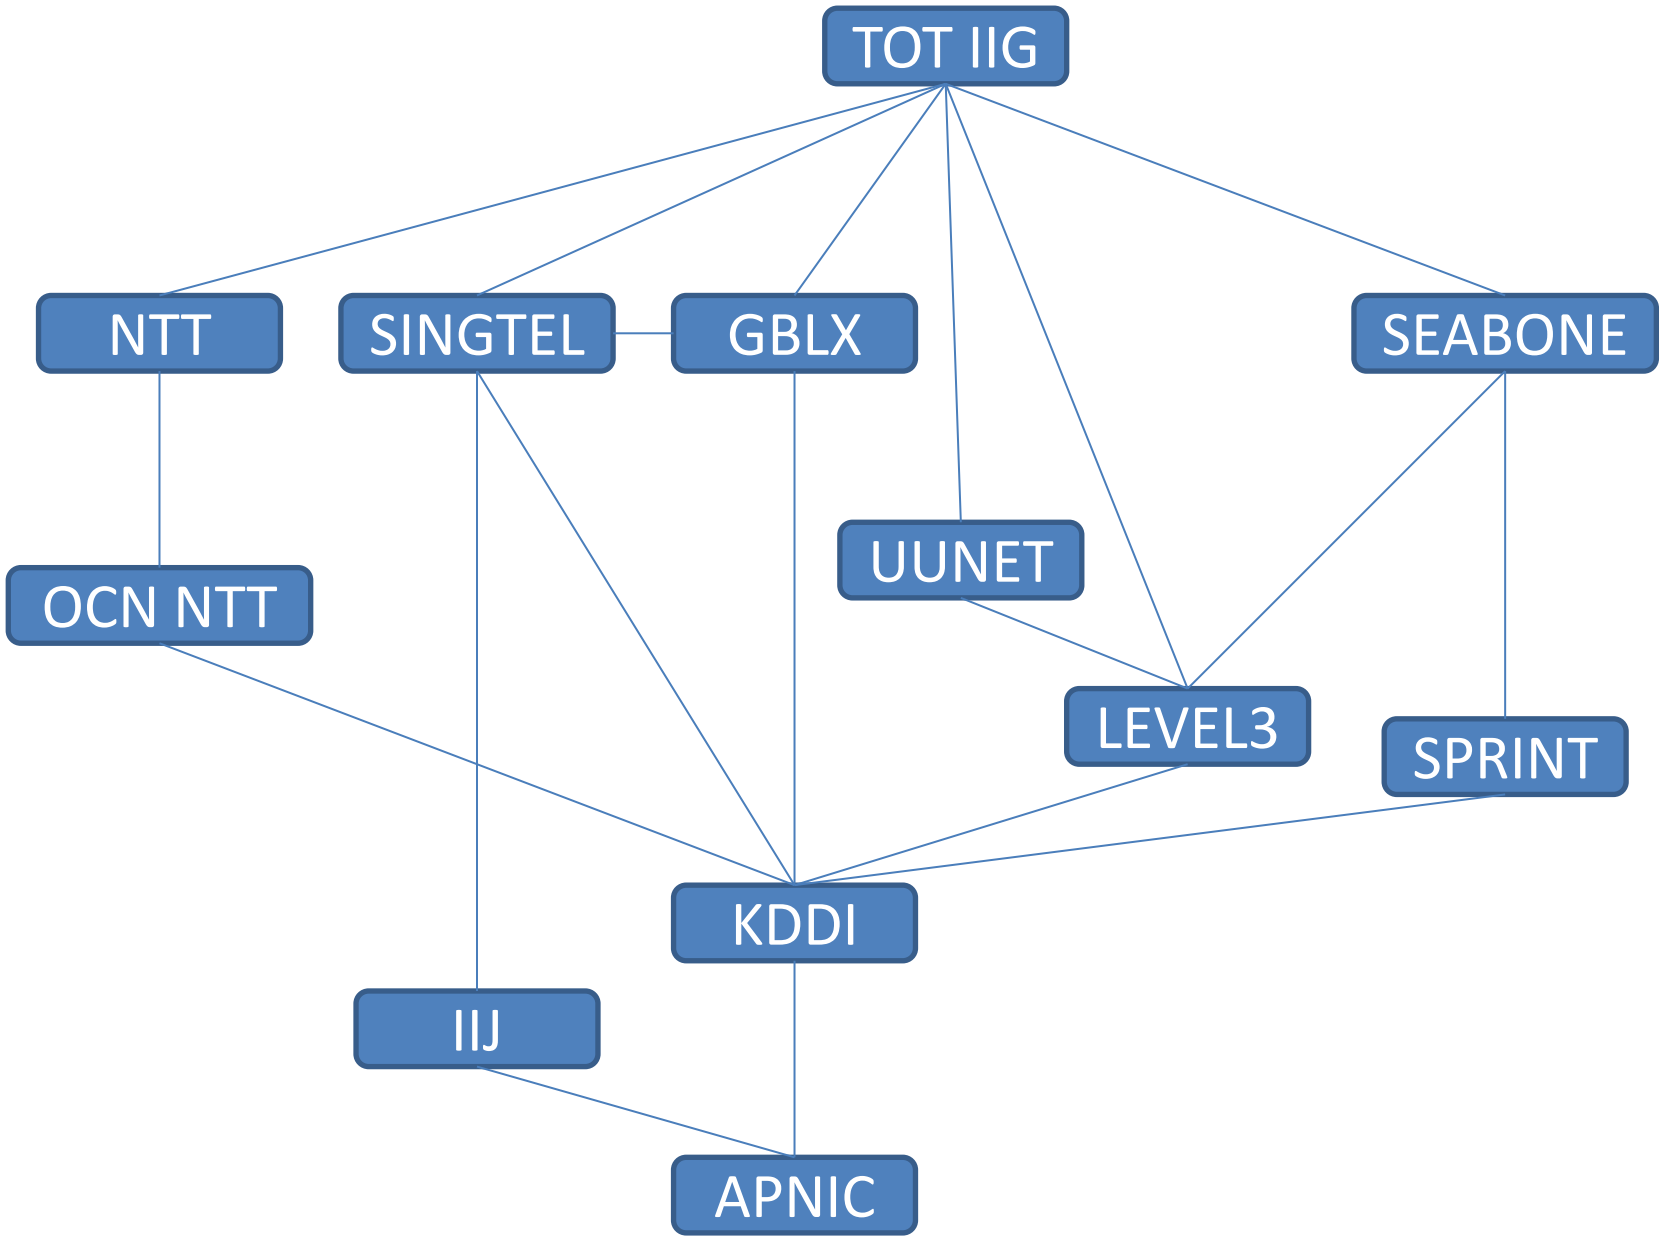 TOT IIG
NTT
SINGTEL
GBLX
SEABONE
UUNET
OCN NTT
LEVEL3
SPRINT
KDDI
IIJ
APNIC